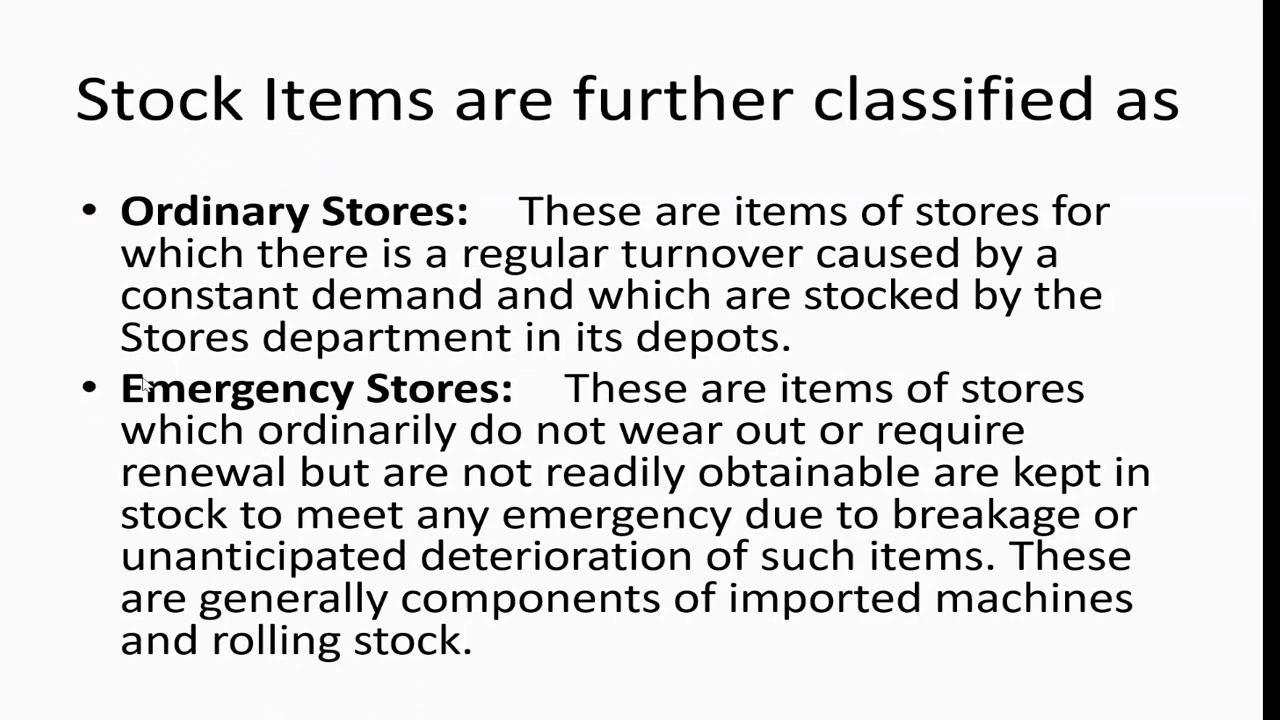 Stock Items are further classified as
• Ordinary Stores: These are items of stores for
which there is a regular turnover caused by a
constant demand and which are stocked by the
Stores department in its depots.
• Emergency Stores: These are items of stores
which ordinarily do not wear out or require
renewal but are not readily obtainable are kept in
stock to meet any emergency due to breakage or
unanticipated deterioration of such items. These
are generally components of imported machines
and rolling stock.